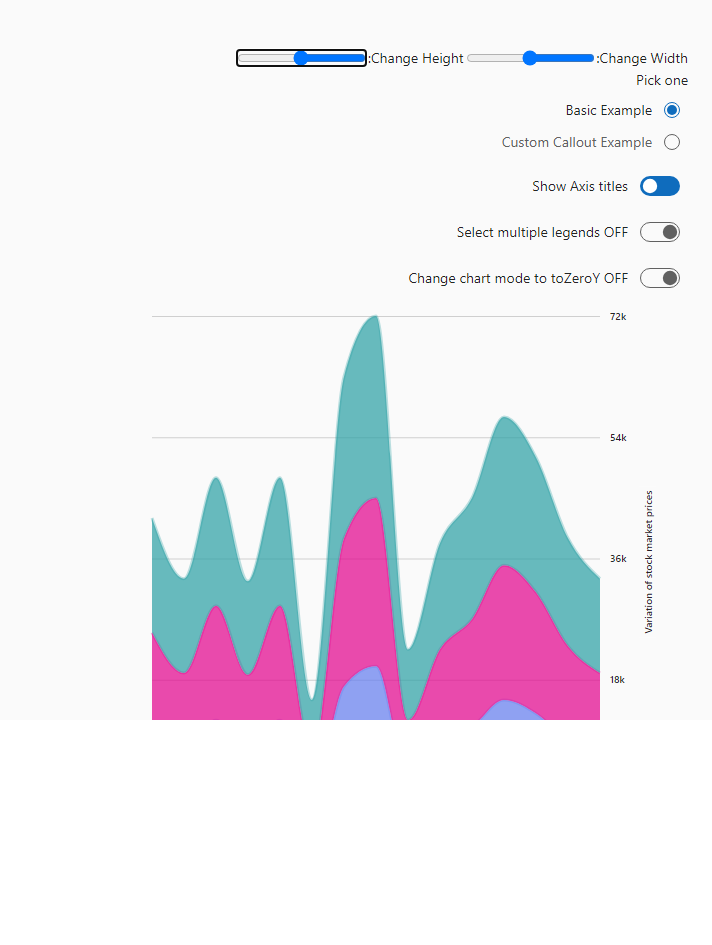 Change Width:
Change Height:
Pick one
Basic Example
Custom Callout Example
Show Axis titles
Select multiple legends OFF
Change chart mode to toZeroY OFF
72k
54k
36k
18k
Variation of stock market prices